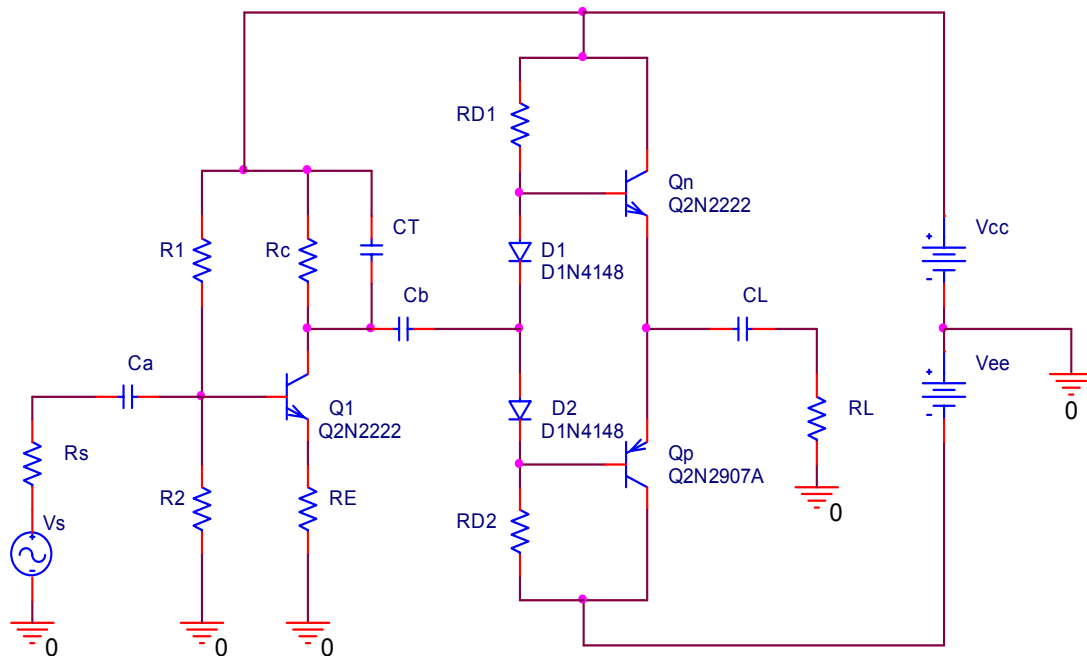 RD1
Qn
Q2N2222
R1
Rc
CT
D1
D1N4148
Vcc
Cb
CL
Ca
Vee
0
Q1
Q2N2222
D2
D1N4148
RL
Rs
Qp
Q2N2907A
R2
RE
0
Vs
RD2
0
0
0